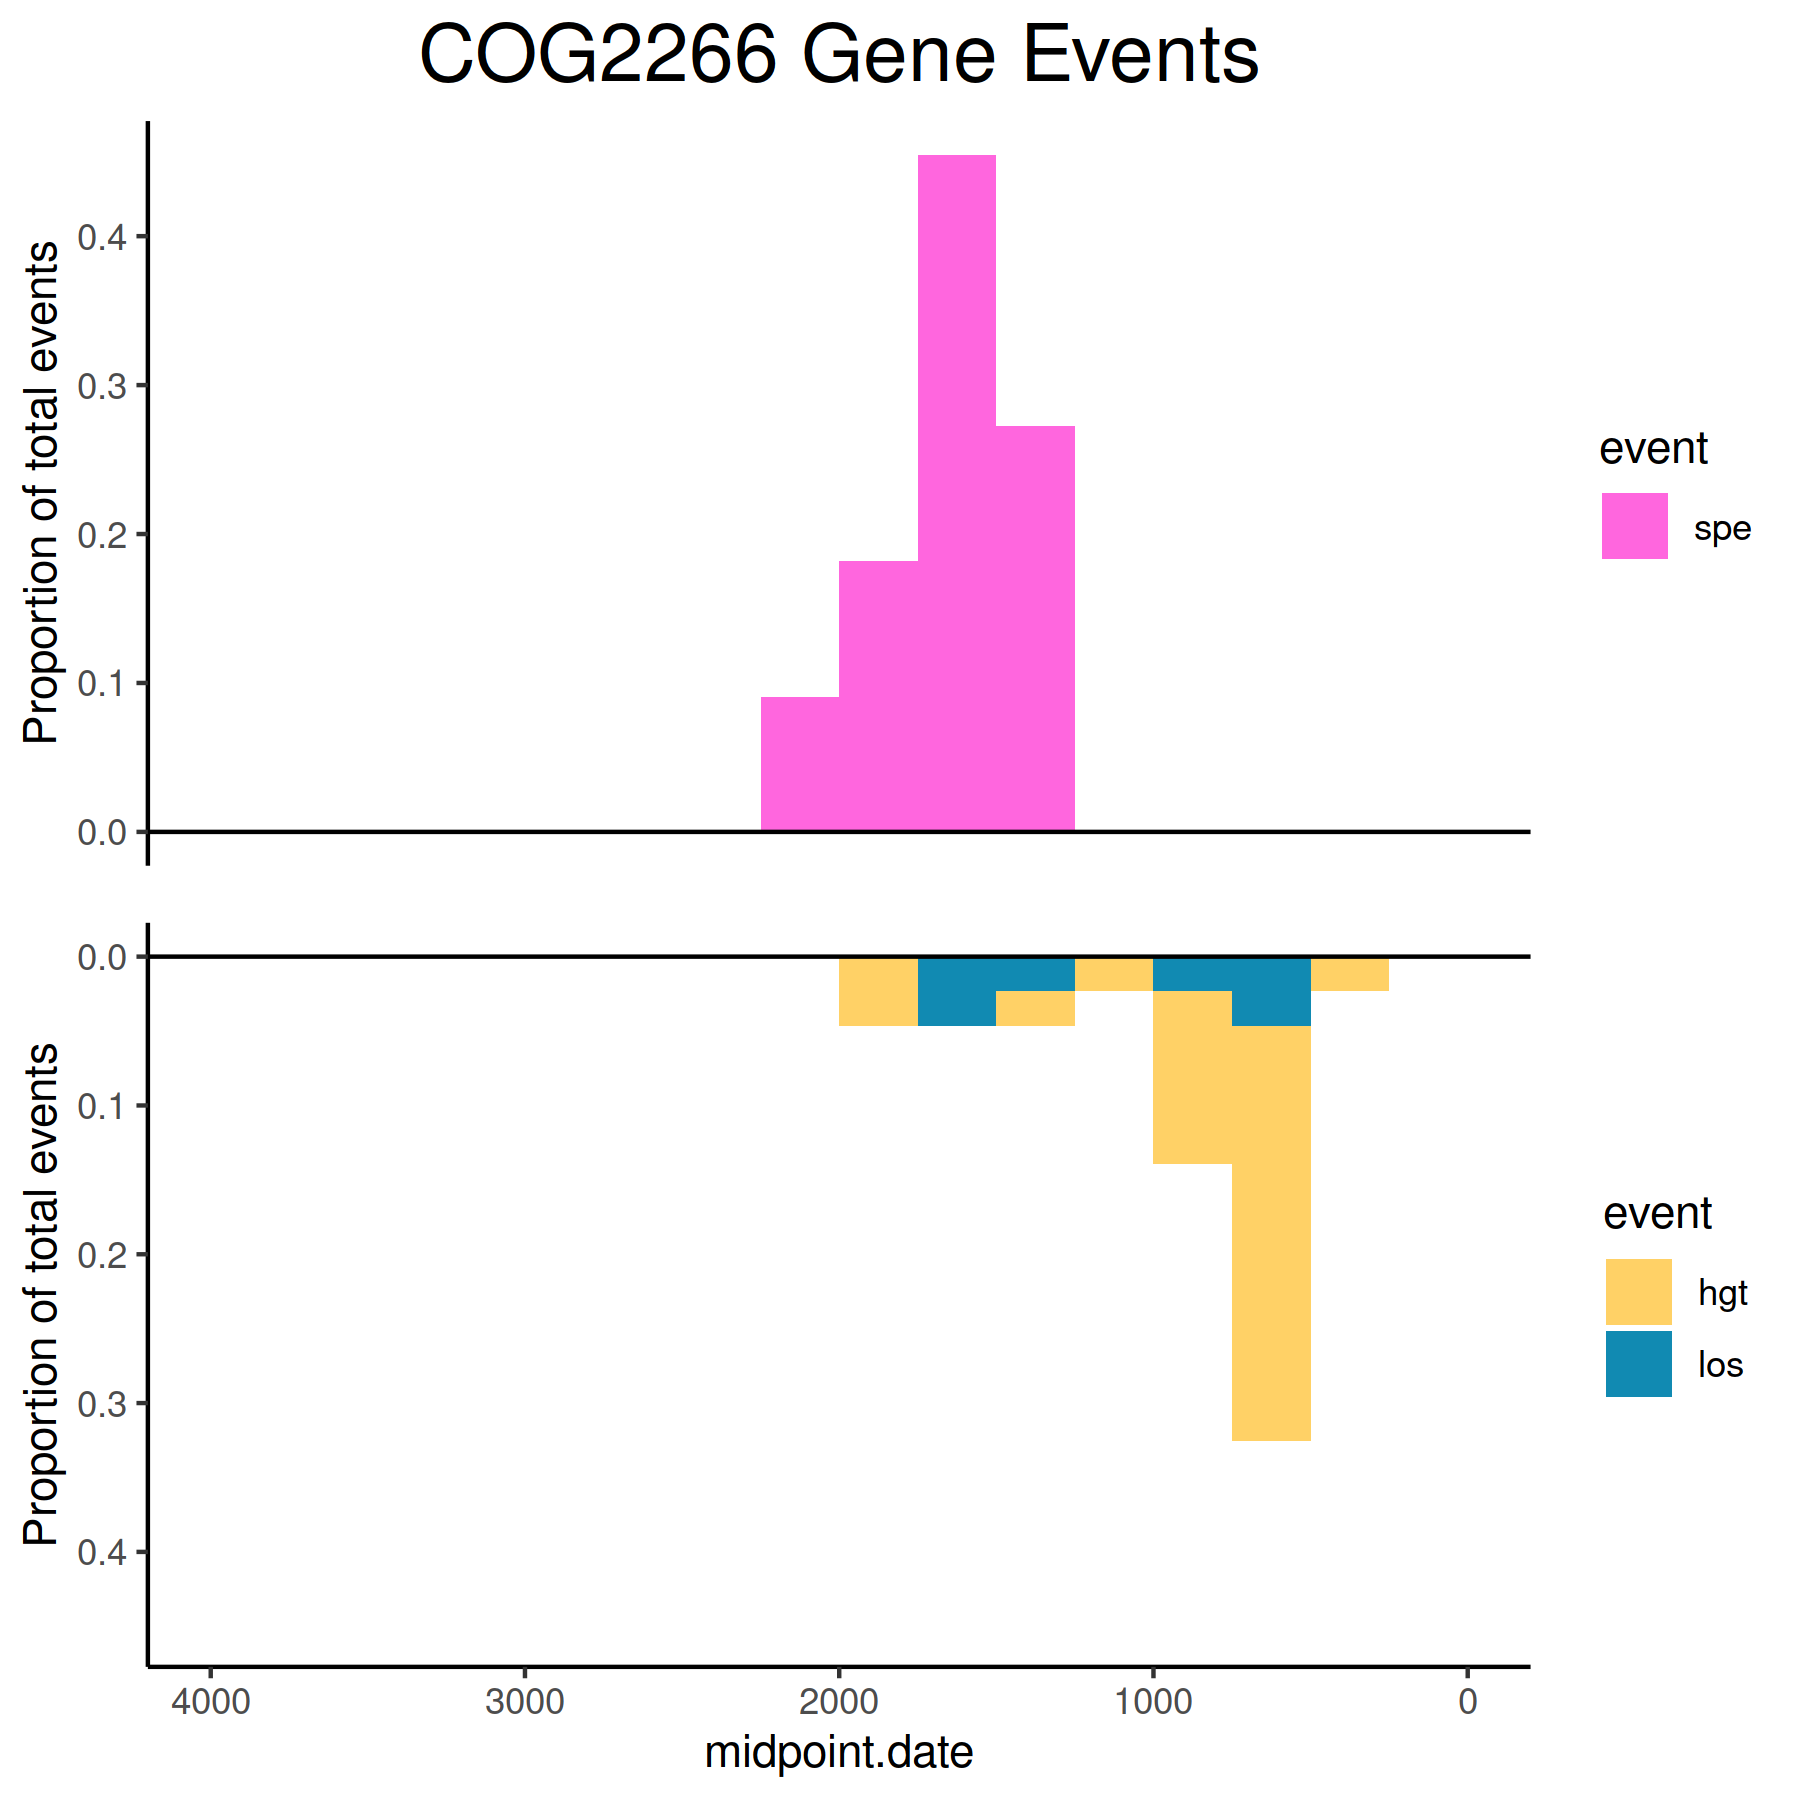 COG2266 Gene Events
Proportion of total events
0.4
0.3
0.2
0.1
0.0
event
spe
Proportion of total events
0.0
0.1
0.2
0.3
0.4
event
hgt
los
4000 3000 2000 1000 0
midpoint.date